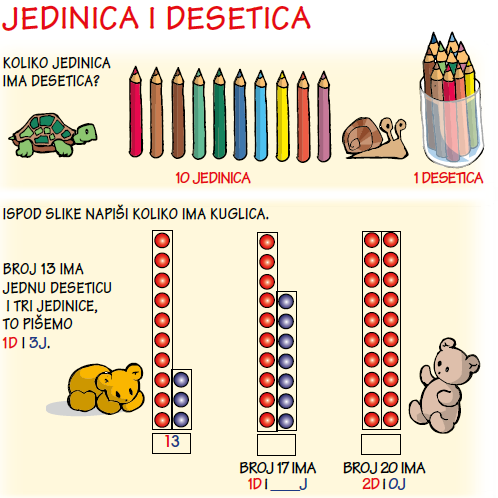 JEDINICA I DESETICA
KOLIKO JEDINICA
IMA DESETICA?
10 JEDINICA
1 DESETICA
ISPOD SLIKE NAPIŠI KOLIKO IMA KUGLICA.
BROJ 13 IMA
JEDNU DESETICU
I TRI JEDINICE,
TO PIŠEMO
1D I 3J.
13
BROJ 17 IMA
1D I ____J
BROJ 20 IMA
2D I 0J